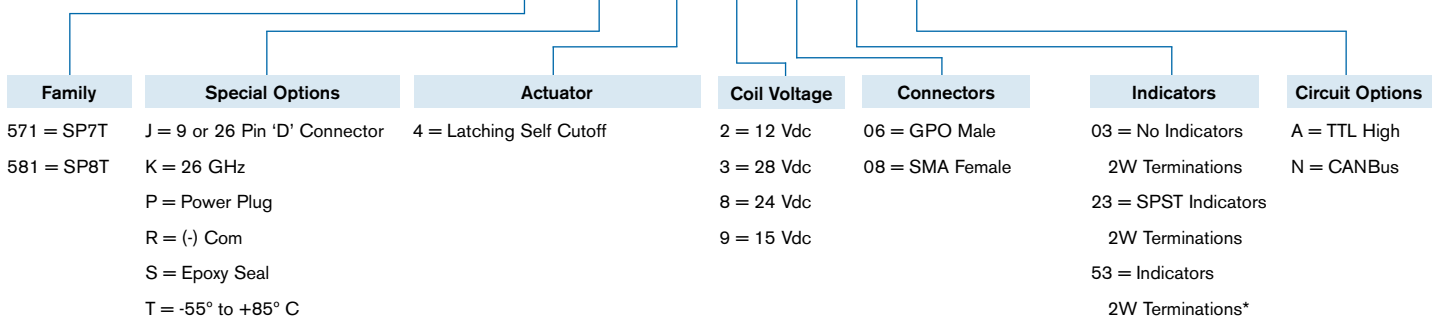 Family
571 = SP7T
581 = SP8T
Special Options
J = 9 or 26 Pin ‘D’ Connector
K = 26 GHz
P = Power Plug
R = (-) Com
S = Epoxy Seal
T = -55° to +85° C
Actuator
4 = Latching Self Cutoff
Coil Voltage
2 = 12 Vdc
3 = 28 Vdc
8 = 24 Vdc
9 = 15 Vdc
Connectors
06 = GPO Male
08 = SMA Female
Indicators
03 = No Indicators
2W Terminations
23 = SPST Indicators
2W Terminations
53 = Indicators
2W Terminations*
Circuit Options
A = TTL High
N = CANBus